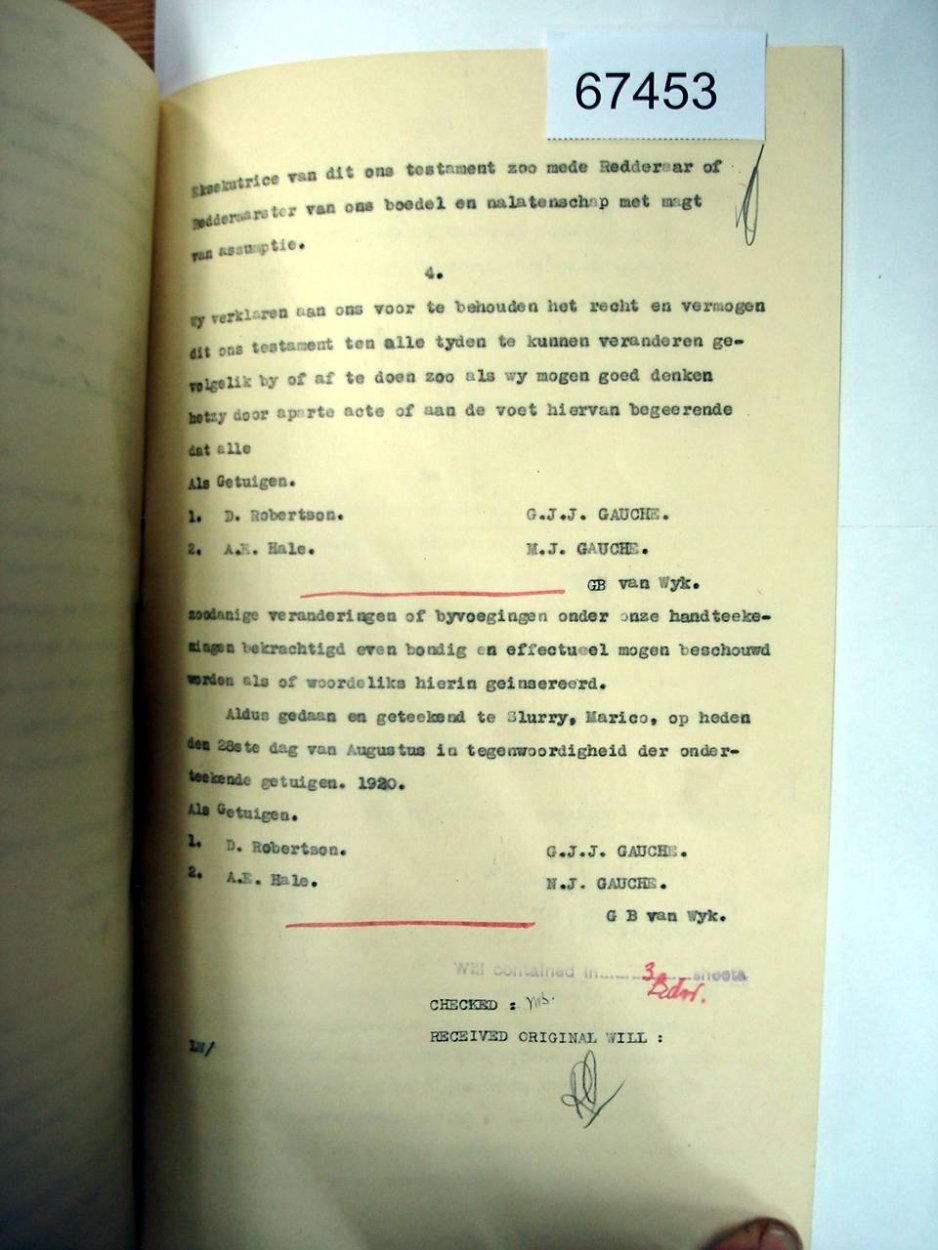 67453
Eksekutrice van dit ons testament zoo mede Redderaar of
Redderaarster van ons boedel en nalatenschap met magt
van assumptie.
4.
Wy verklaren aan ons voor te behouden het recht en vermogen
dit ons testament ten alle tyden te kunnen veranderen ge-
volgelik by of af te doen zoo als wy mogen goed denken
hetzy door aparte acte of aan de voet hiervan begeerende
dat alle
Als Getuigen.
1. D. Robertson. G.J.J. GAUCHE.
2. A.E. Hale. M.J. GAUCHE.
GB van Wyk.
zoodanige veranderingen of byvoegingen onder onze handteeke-
ningen bekrachtigd even bondig en effectueel mogen beschouwd
worden als of woordeliks hierin geinsereerd.
Aldus gedaan en geteekend te Slurry, Marico, op heden
den 28ste dag van Augustus in tegenwoordigheid der onder-
teekende getuigen. 1920.
Als Getuigen.
1. D. Robertson. G.J.J. GAUCHE.
2. A.E. Hale. N.J. GAUCHE.
G B van Wyk.
Will contained in.......3.......sheets
CHECKED :
RECEIVED ORIGINAL WILL :
LW/